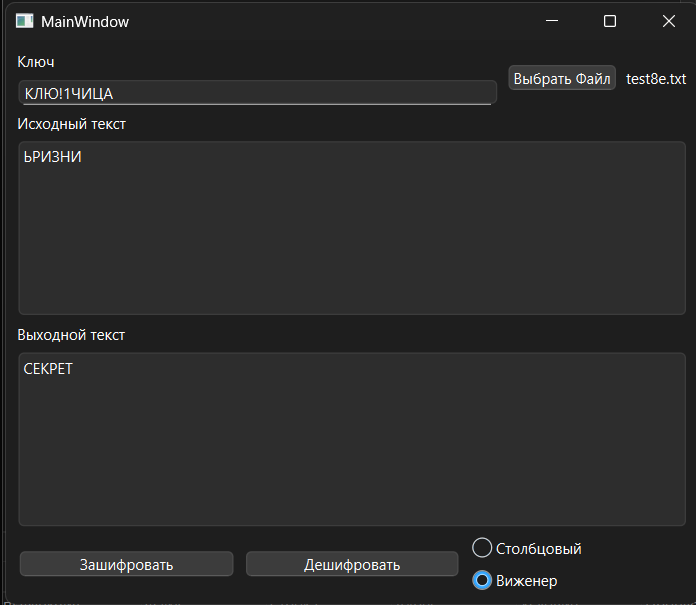 MainWindow
Ключ
КЛЮ!1ЧИЦА
Выбрать Файл
test8e.txt
Исходный текст
ЬРИЗНИ
Выходной текст
СЕКРЕТ
Зашифровать
Дешифровать
Столбцовый
Виженер